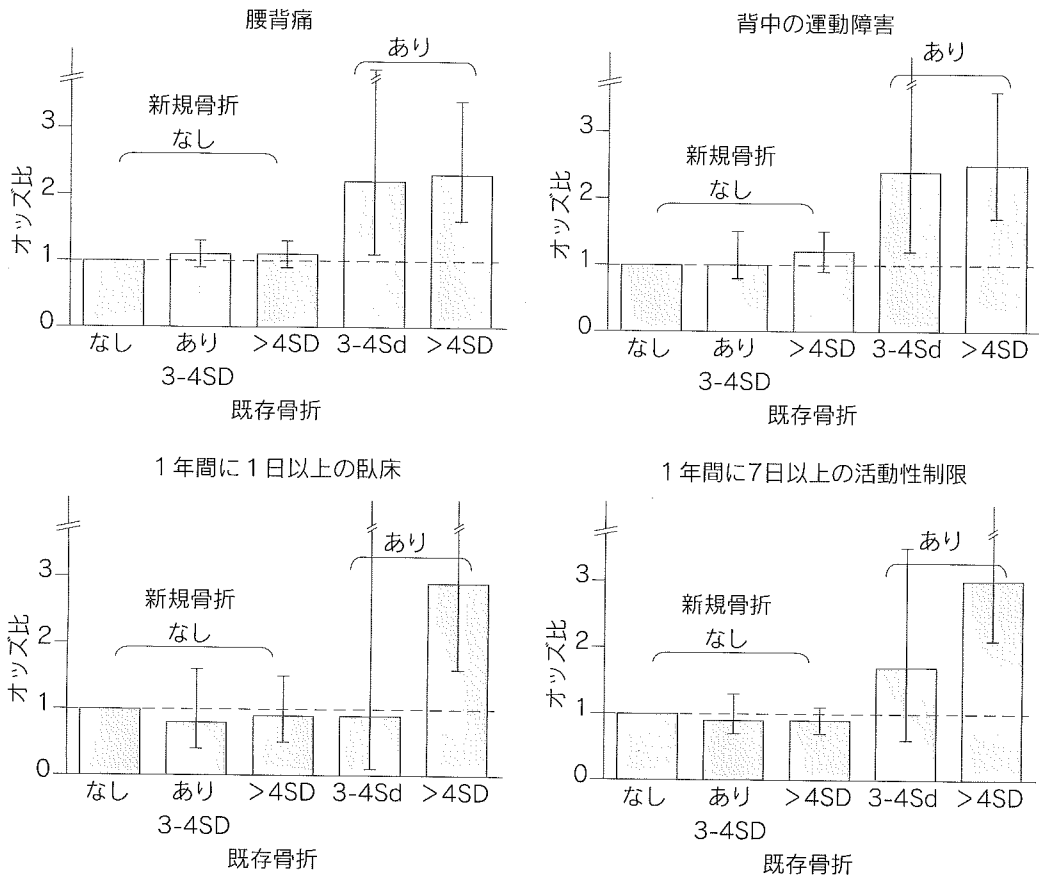 腰背痛
あり
新規骨折
なし
オッズ比
3
2
1
0
なし
あり
>4SD
3-4Sd
>4SD
3-4SD
既存骨折
背中の運動障害
あり
新規骨折
なし
オッズ比
3
2
1
0
なし
あり
>4SD
3-4Sd
>4SD
3-4SD
既存骨折
1年間に1日以上の臥床
あり
新規骨折
なし
オッズ比
3
2
1
0
なし
あり
>4SD
3-4Sd
>4SD
3-4SD
既存骨折
1年間に7日以上の活動性制限
あり
新規骨折
なし
オッズ比
3
2
1
0
なし
あり
>4SD
3-4Sd
>4SD
3-4SD
既存骨折